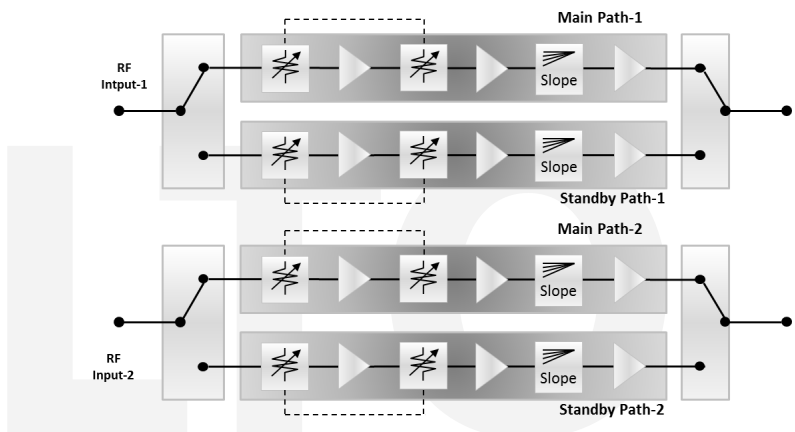 Main Path-1
RF
Intput-1
Slope
Slope
Standby Path-1
Main Path-2
Slope
RF
Input-2
Slope
Standby Path-2
LTO